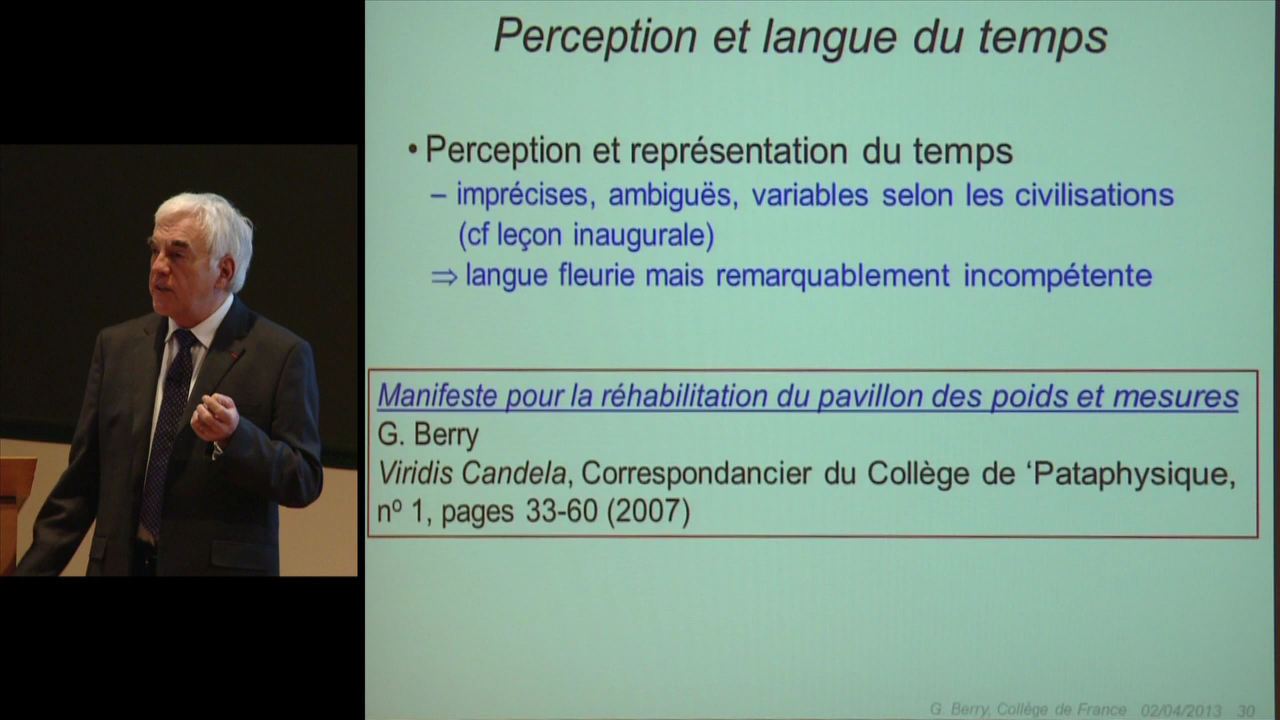 Perception et langue du temps
• Perception et représentation du temps
– imprécises, ambiguës, variables selon les civilisations
(cf leçon inaugurale)
⇒ langue fleurie mais remarquablement incompétente
Manifeste pour la réhabilitation du pavillon des poids et mesures
G. Berry
Viridis Candela, Correspondancier du Collège de ‘Pataphysique,
nº 1, pages 33-60 (2007)
G. Berry, Collège de France 02/04/2013 30